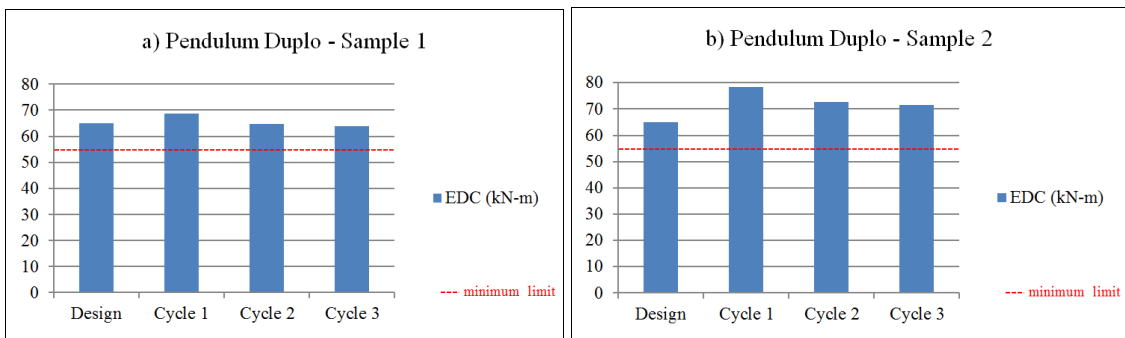 a) Pendulum Duplo - Sample 1
80
70
60
50
40
30
20
10
0
Design Cycle 1 Cycle 2 Cycle 3
EDC (kN-m)
minimum limit
b) Pendulum Duplo - Sample 2
80
70
60
50
40
30
20
10
0
Design Cycle 1 Cycle 2 Cycle 3
EDC (kN-m)
minimum limit